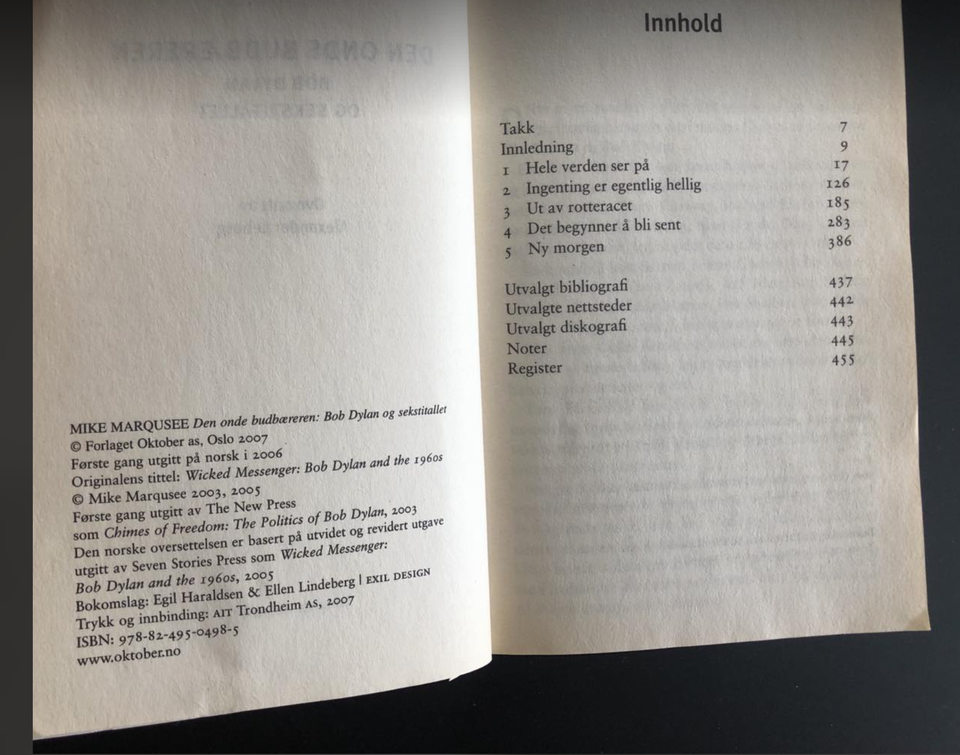 MIKE MARQUSEE Den onde budbæreren: Bob Dylan og sekstitallet
© Forlaget Oktober as, Oslo 2007
Første gang utgitt på norsk i 2006
Originalens tittel: Wicked Messenger: Bob Dylan and the 1960s
© Mike Marqusee 2003, 2005
Første gang utgitt av The New Press
som Chimes of Freedom: The Politics of Bob Dylan, 2003
Den norske oversettelsen er basert på utvidet og revidert utgave
utgitt av Seven Stories Press som Wicked Messenger:
Bob Dylan and the 1960s, 2005
Bokomslag: Egil Haraldsen & Ellen Lindeberg | EXIL DESIGN
Trykk og innbinding: AIT Trondheim AS, 2007
ISBN: 978-82-495-0498-5
www.oktober.no
Innhold
Takk 7
Innledning 9
1 Hele verden ser på 17
2 Ingenting er egentlig hellig 126
3 Ut av rotteracet 185
4 Det begynner å bli sent 283
5 Ny morgen 386
Utvalgt bibliografi 437
Utvalgte nettsteder 442
Utvalgt diskografi 443
Noter 445
Register 455